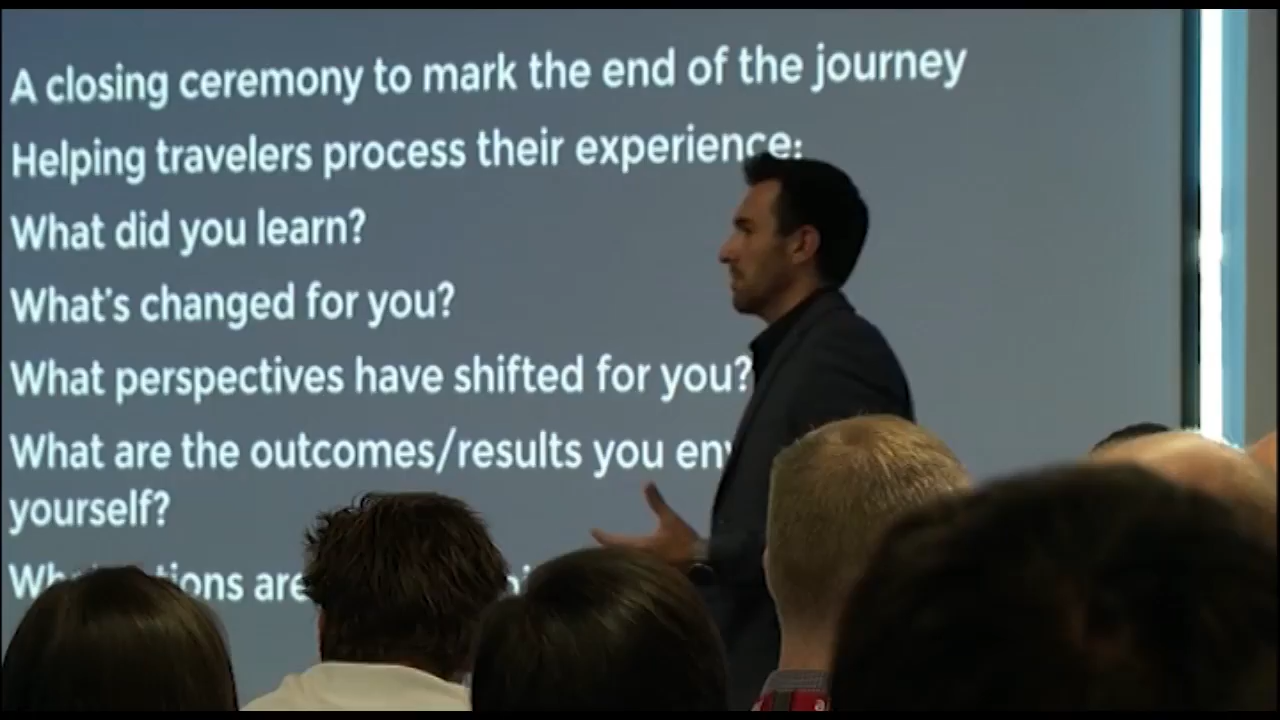 A closing ceremony to mark the end of the journey
Helping travelers process their experience:
What did you learn?
What's changed for you?
What perspectives have shifted for you?
What are the outcomes/results you
yourself?
are